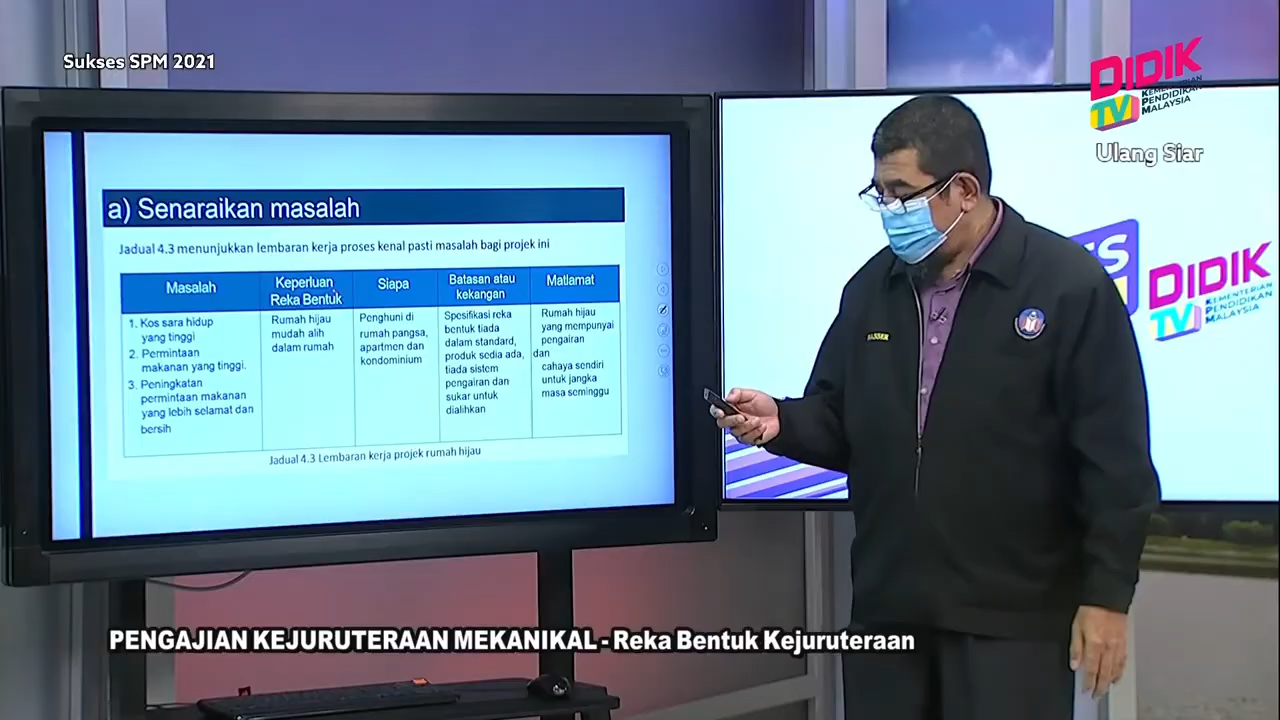 Sukses SPM 2021
DIDIK
TV
KEMENTERIAN
PENDIDIKAN
MALAYSIA
Ulang Siar
a) Senaraikan masalah
Jadual 4.3 menunjukkan lembaran kerja proses kenal pasti masalah bagi projek ini
Masalah
Keperluan
Reka Bentuk
Siapa
Batasan atau
kekangan
Matlamat
1. Kos sara hidup
yang tinggi
2. Permintaan
makanan yang tinggi.
3. Peningkatan
permintaan makanan
yang lebih selamat dan
bersih
Rumah hijau
mudah alih
dalam rumah
Penghuni di
rumah pangsa,
apartmen dan
kondominium
Spesifikasi reka
bentuk tiada
dalam standard,
produk sedia ada,
tiada sistem
pengairan dan
sukar untuk
dialihkan
Rumah hijau
yang mempunyai
pengairan
dan
cahaya sendiri
untuk jangka
masa seminggu
Jadual 4.3 Lembaran kerja projek rumah hijau
DIDIK
TV
KEMENTERIAN
PENDIDIKAN
MALAYSIA
PENGAJIAN KEJURUTERAAN MEKANIKAL - Reka Bentuk Kejuruteraan